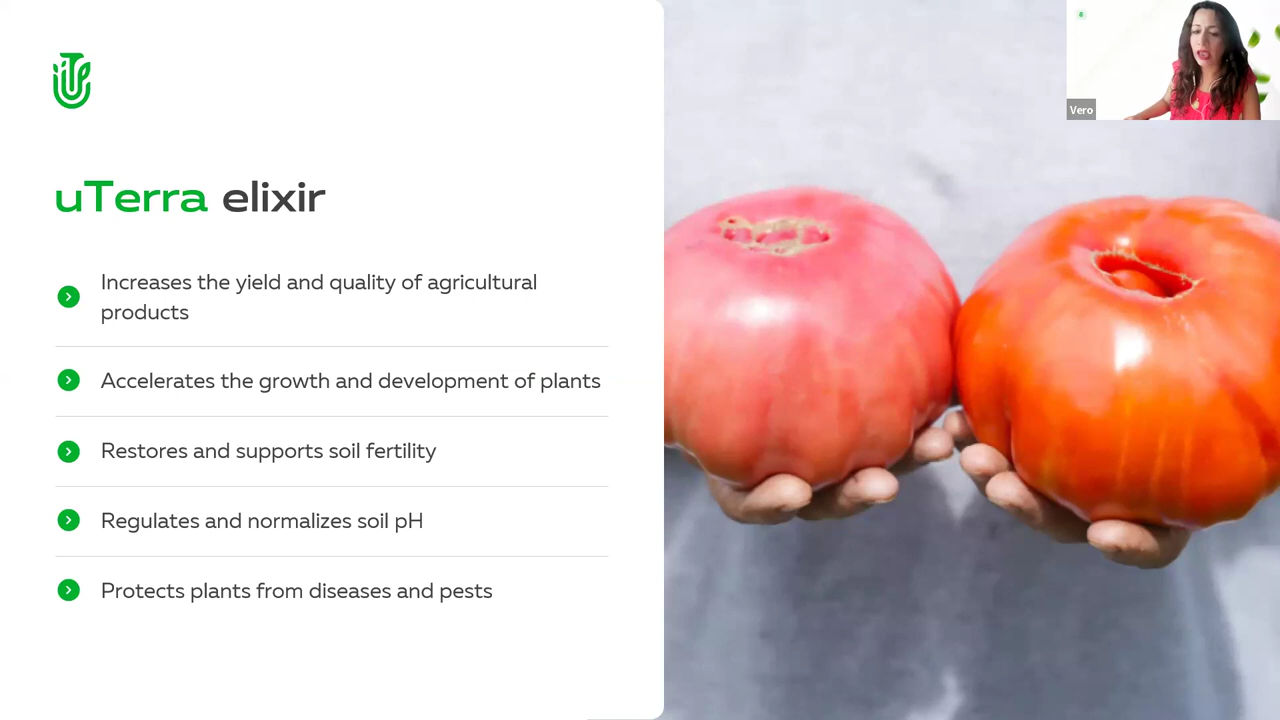 uTerra elixir
Increases the yield and quality of agricultural
products
Accelerates the growth and development of plants
Restores and supports soil fertility
Regulates and normalizes soil pH
Protects plants from diseases and pests
Vero